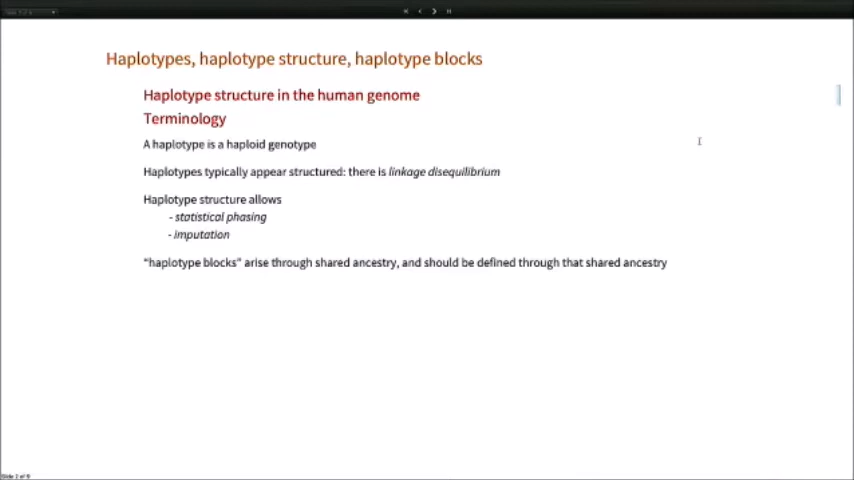 Haplotypes, haplotype structure, haplotype blocks
Haplotype structure in the human genome
Terminology
A haplotype is a haploid genotype
Haplotypes typically appear structured: there is linkage disequilibrium
Haplotype structure allows
- statistical phasing
- imputation
“haplotype blocks” arise through shared ancestry, and should be defined through that shared ancestry